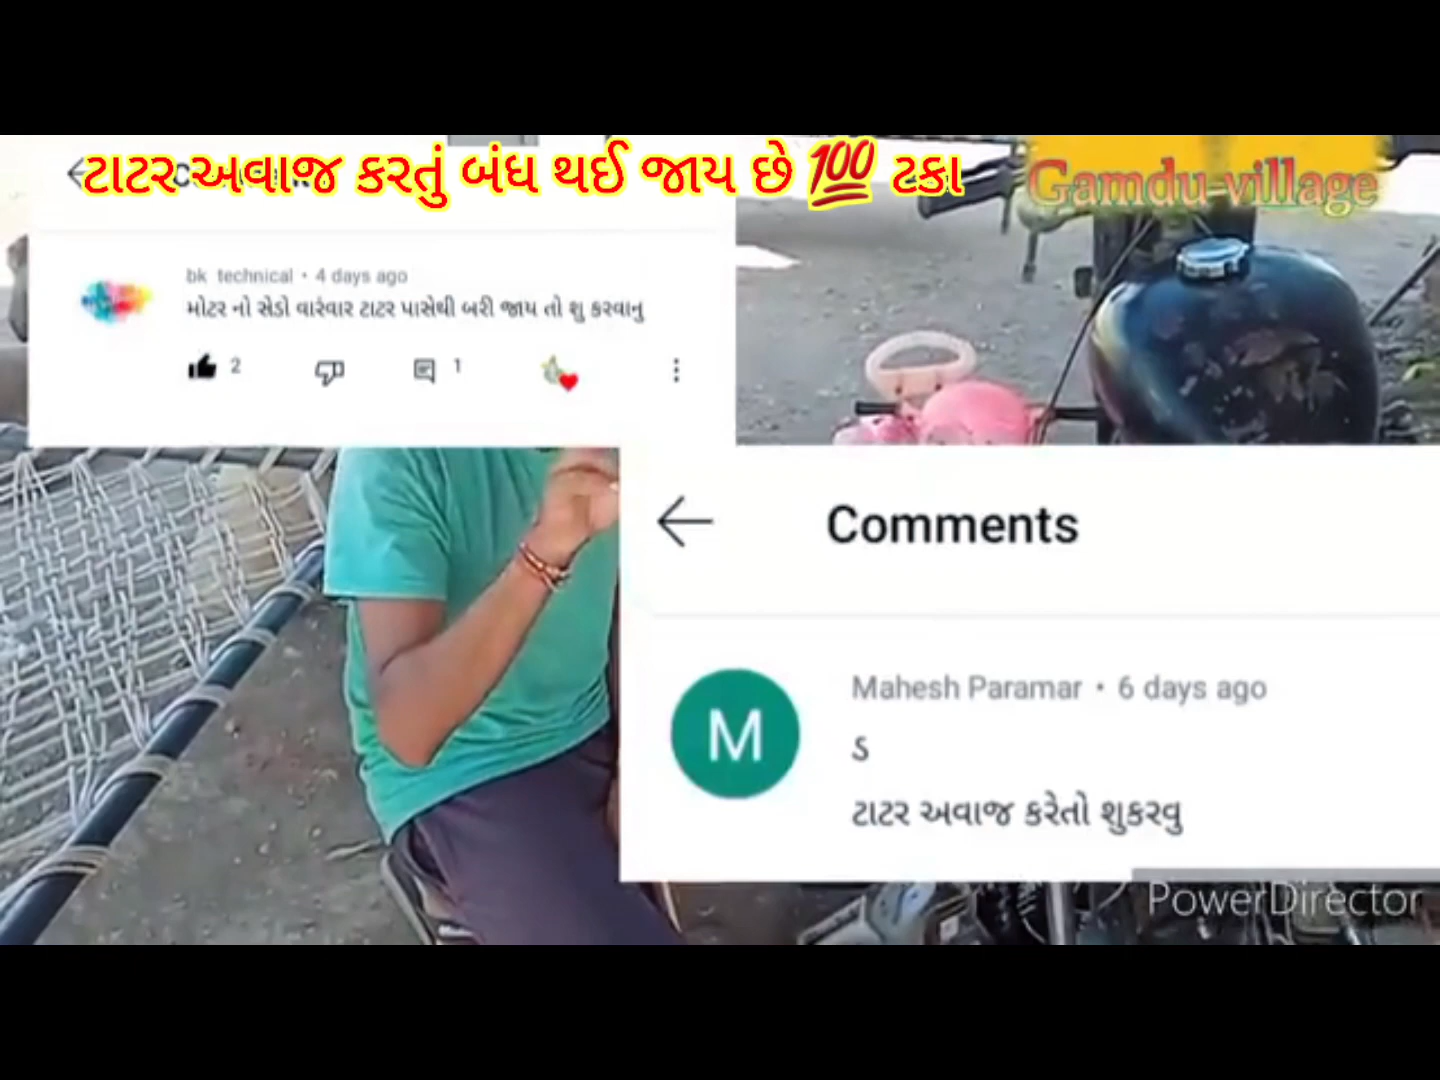 ટાટર અવાજ કરતું બંધ થઈ જાય છે 💯 ટકા
Gamdu-village
bk technical • 4 days ago
મોટર નો સેડો વારંવાર ટાટર પાસેથી બરી જાય તો શુ કરવાનુ
2
1
Comments
Mahesh Paramar • 6 days ago
ડ
ટાટર અવાજ કરેતો શુકરવુ
PowerDirector